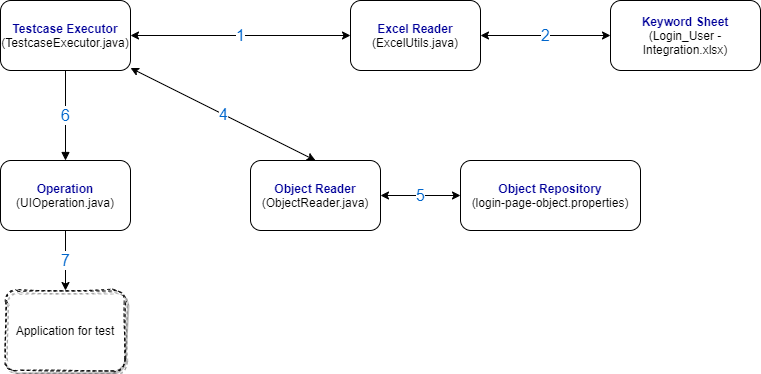 Testcase Executor
(TestcaseExecutor.java)
1
Excel Reader
(ExcelUtils.java)
2
Keyword Sheet
(Login_User -
Integration.xlsx)
6
4
Operation
(UIOperation.java)
Object Reader
(ObjectReader.java)
5
Object Repository
(login-page-object.properties)
7
Application for test